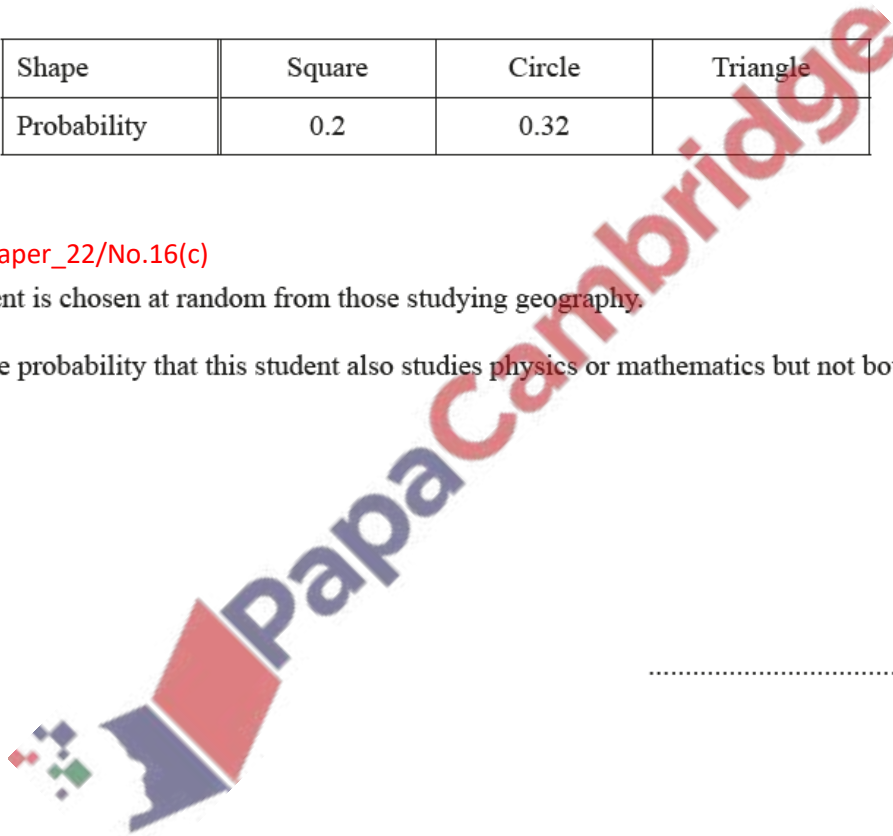 Shape Square Circle Triangle
Probability 0.2 0.32
aper_22/No.16(c)
ent is chosen at random from those studying geography.
e probability that this student also studies physics or mathematics but not bo
PapaCambridge